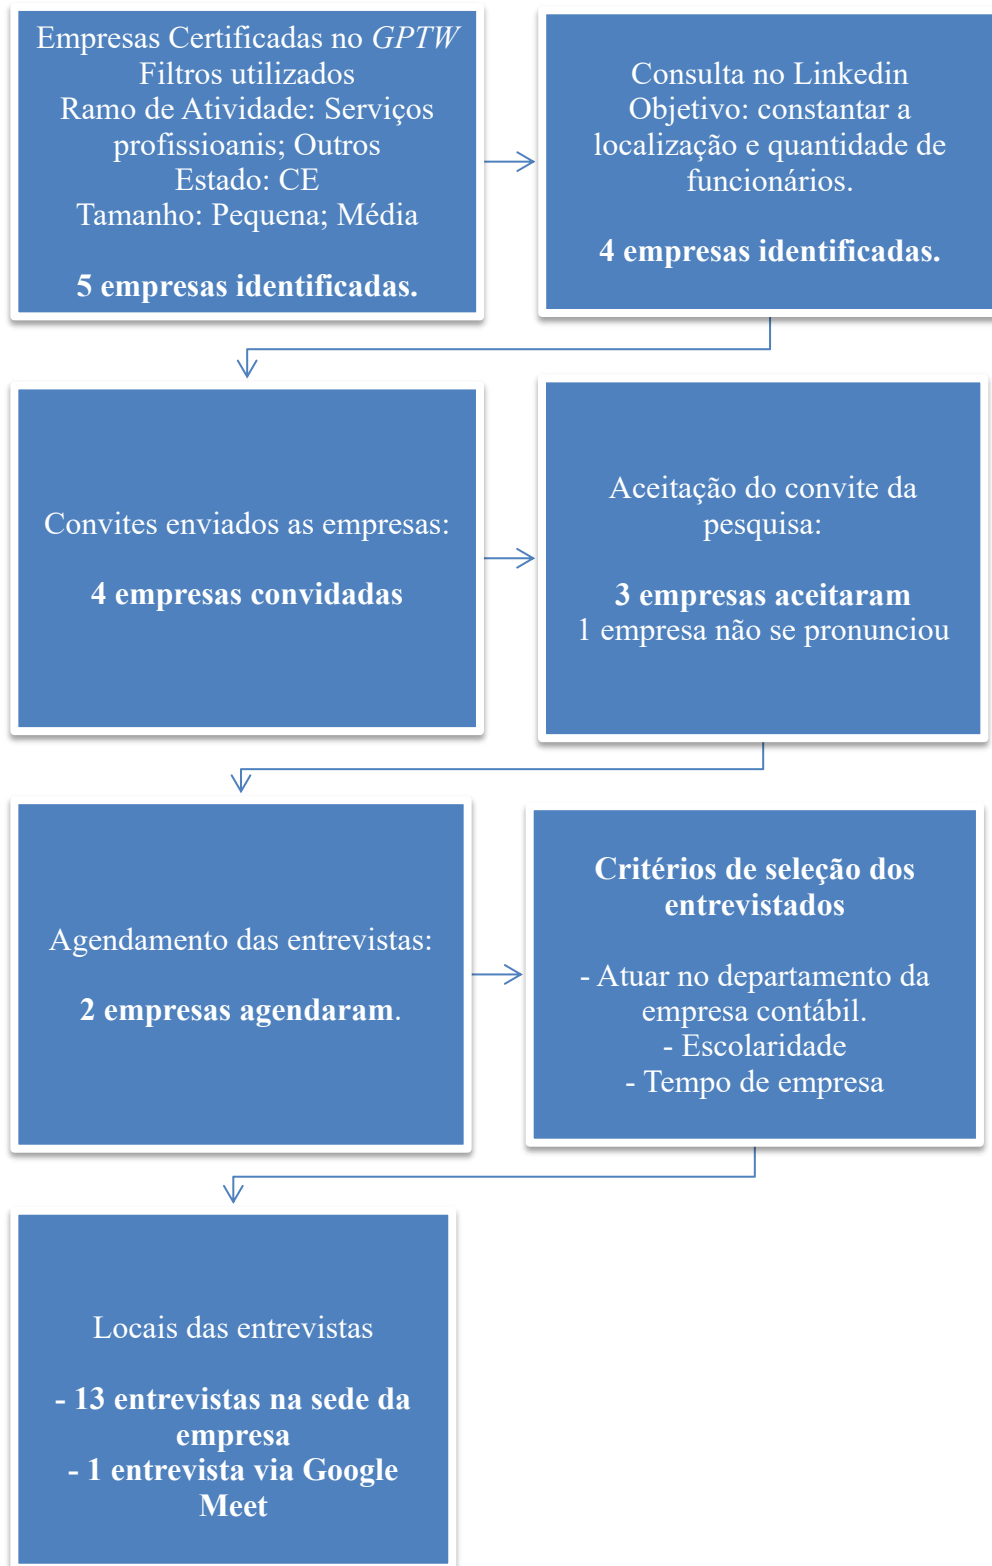 Empresas Certificadas no GPTW
Filtros utilizados
Ramo de Atividade: Serviços
profissioanis; Outros
Estado: CE
Tamanho: Pequena; Média
5 empresas identificadas.
Consulta no Linkedin
Objetivo: constantar a
localização e quantidade de
funcionários.
4 empresas identificadas.
Convites enviados as empresas:
4 empresas convidadas
Aceitação do convite da
pesquisa:
3 empresas aceitaram
1 empresa não se pronunciou
Agendamento das entrevistas:
2 empresas agendaram.
Critérios de seleção dos
entrevistados
- Atuar no departamento da
empresa contábil.
- Escolaridade
- Tempo de empresa
Locais das entrevistas
- 13 entrevistas na sede da
empresa
- 1 entrevista via Google
Meet